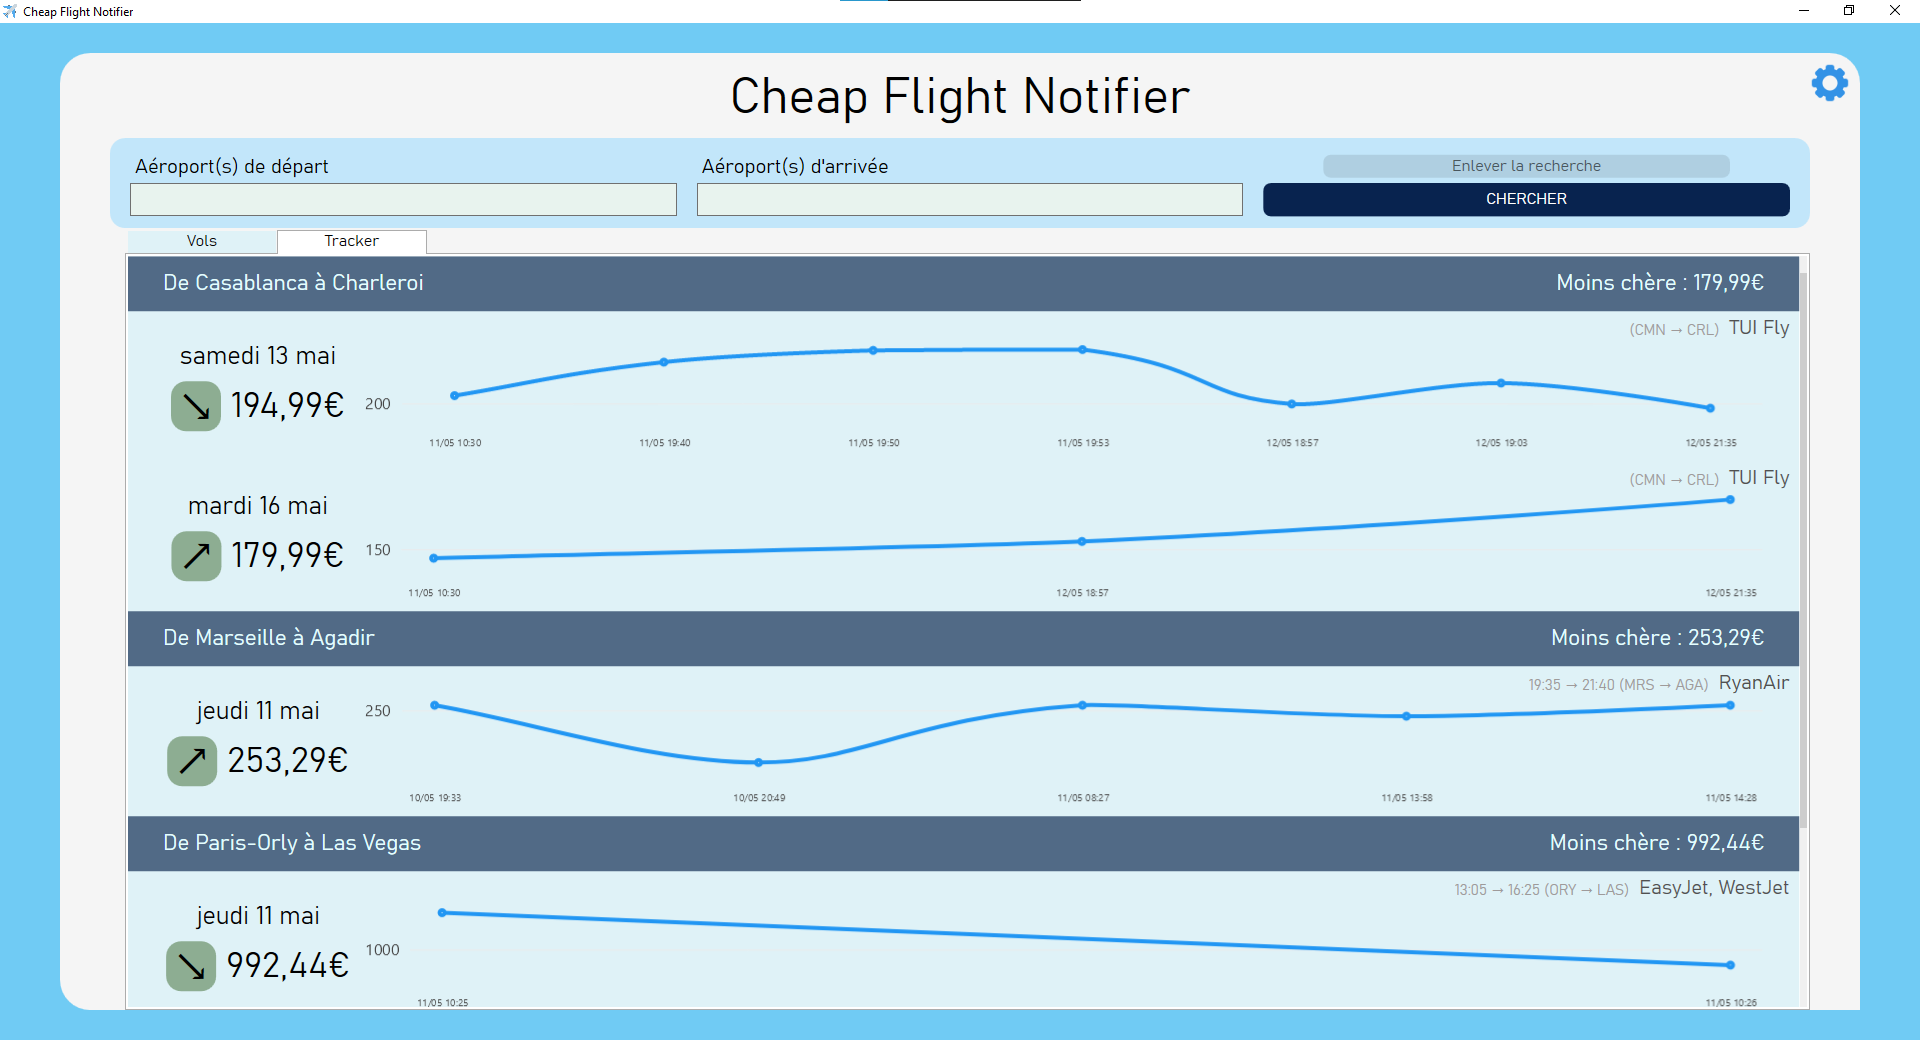 Cheap Flight Notifier
Cheap Flight Notifier
Aéroport(s) de départ
Aéroport(s) d'arrivée
Enlever la recherche
CHERCHER
Vols
Tracker
De Casablanca à Charleroi
Moins chère : 179,99€
(CMN → CRL) TUI Fly
samedi 13 mai
↘ 194,99€
200
11/05 10:30
11/05 19:40
11/05 19:50
11/05 19:53
12/05 18:57
12/05 19:03
12/05 21:35
(CMN → CRL) TUI Fly
mardi 16 mai
↗ 179,99€
150
11/05 10:30
12/05 18:57
12/05 21:35
De Marseille à Agadir
Moins chère : 253,29€
19:35 → 21:40 (MRS → AGA) RyanAir
jeudi 11 mai
↗ 253,29€
250
10/05 19:33
10/05 20:49
11/05 08:27
11/05 13:58
11/05 14:28
De Paris-Orly à Las Vegas
Moins chère : 992,44€
13:05 → 16:25 (ORY → LAS) EasyJet, WestJet
jeudi 11 mai
↘ 992,44€
1000
11/05 10:25
11/05 10:26